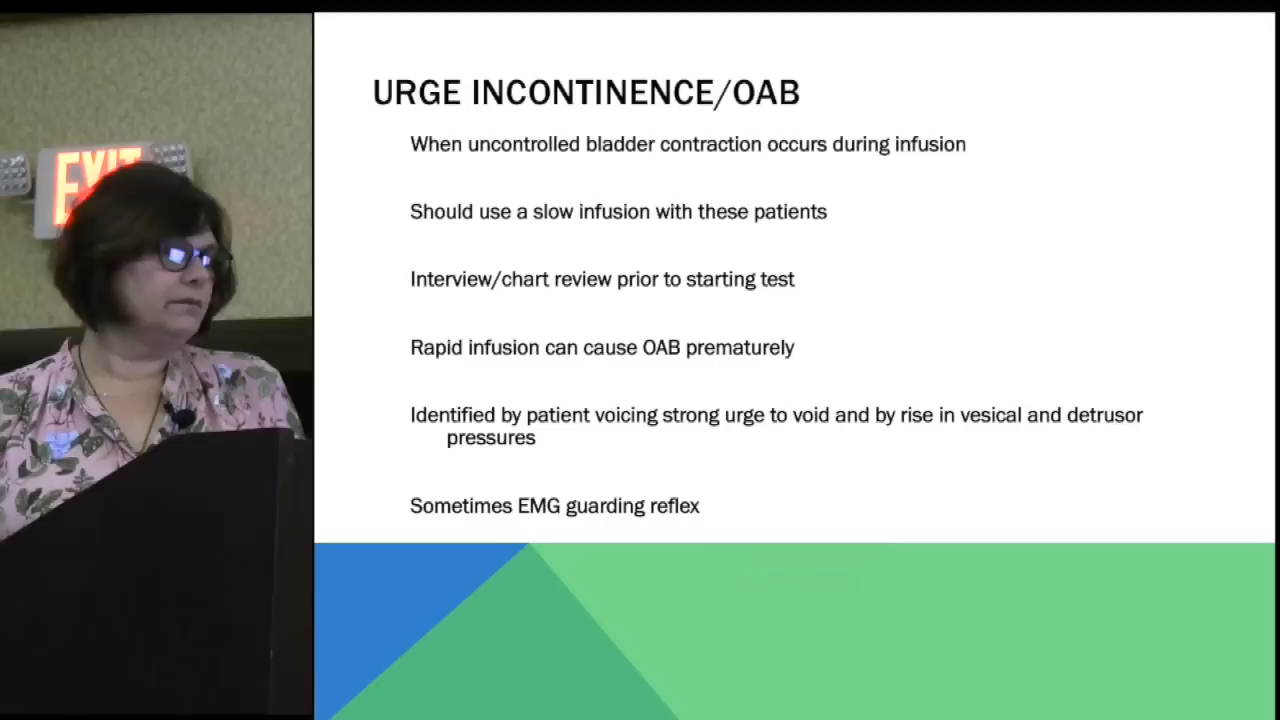 EXIT
URGE INCONTINENCE/OAB
When uncontrolled bladder contraction occurs during infusion
Should use a slow infusion with these patients
Interview/chart review prior to starting test
Rapid infusion can cause OAB prematurely
Identified by patient voicing strong urge to void and by rise in vesical and detrusor
pressures
Sometimes EMG guarding reflex